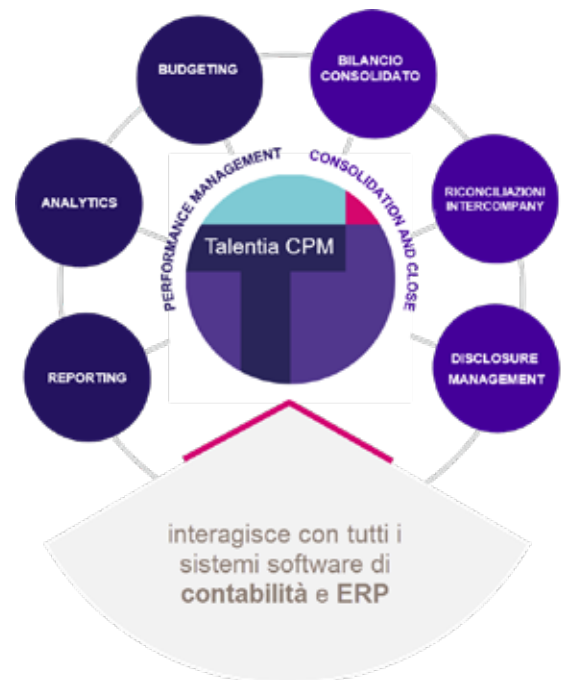 BUDGETING
BILANCIO
CONSOLIDATO
ANALYTICS
RICONCILIAZIONI
INTERCOMPANY
REPORTING
DISCLOSURE
MANAGEMENT
PERFORMANCE MANAGEMENT
CONSOLIDATION AND CLOSE
Talentia CPM
interagisce con tutti i
sistemi software di
contabilità e ERP